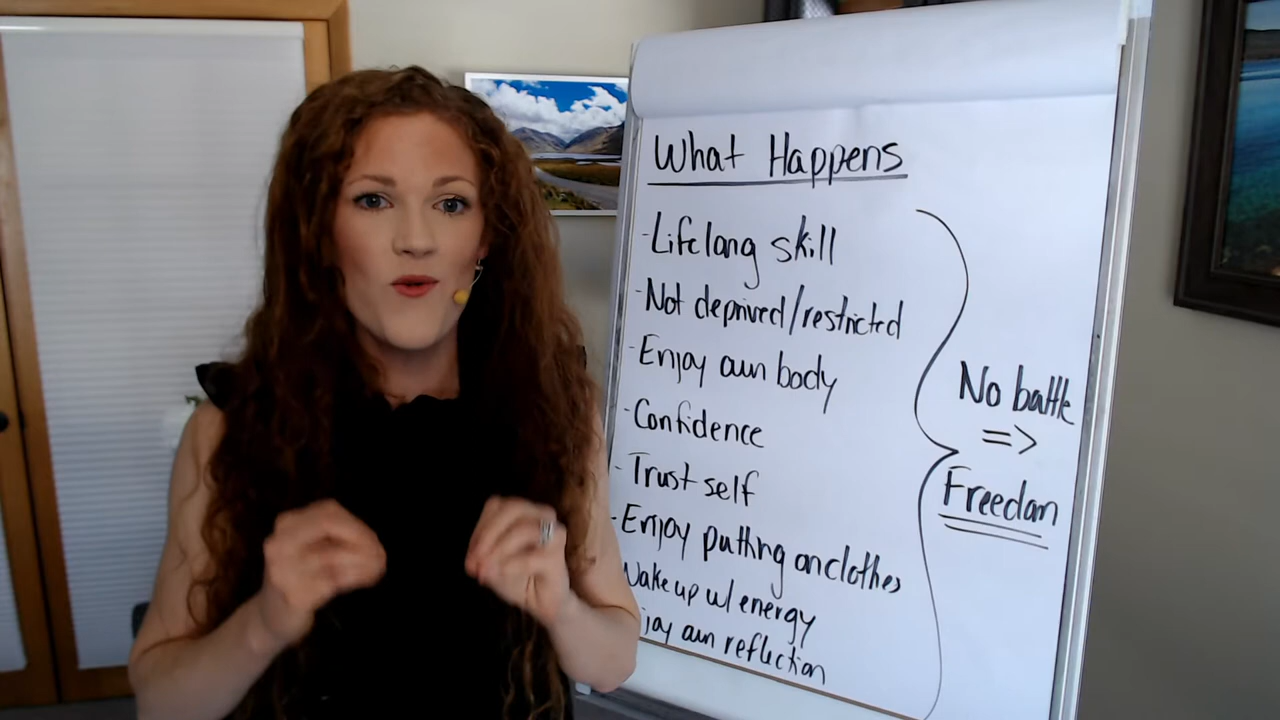 What Happens
-Lifelong skill
-Not deprived/restricted
-Enjoy own body
-Confidence
-Trust self
-Enjoy putting on clothes
Wake up w/ energy
own reflection
No battle
=>
Freedom